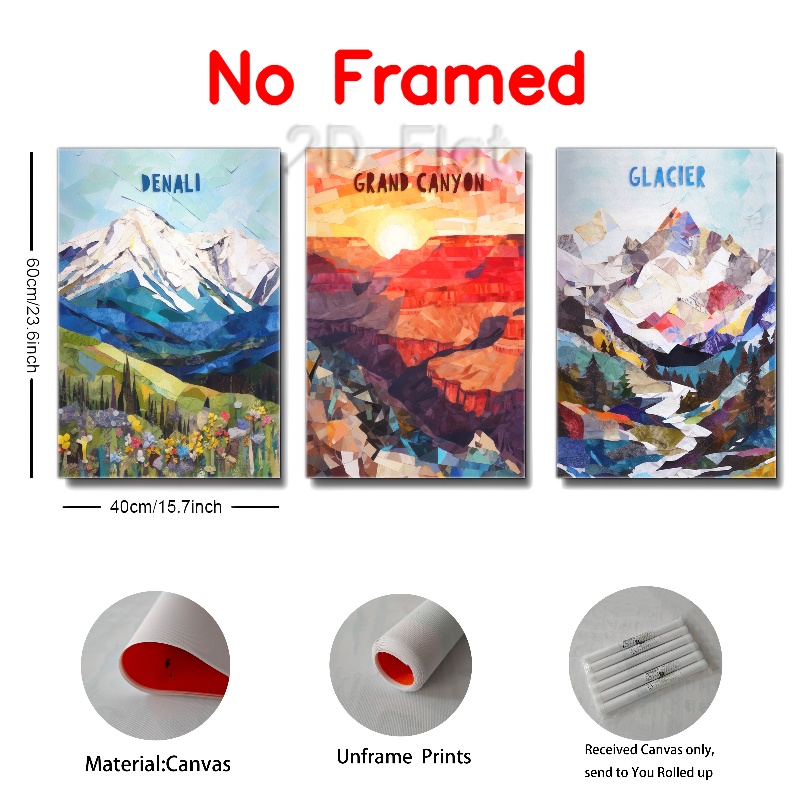 No Framed
2D Flat
DENALI
GRAND CANYON
GLACIER
60cm/23.6inch
40cm/15.7inch
Material:Canvas
Unframe Prints
Received Canvas only,
send to You Rolled up